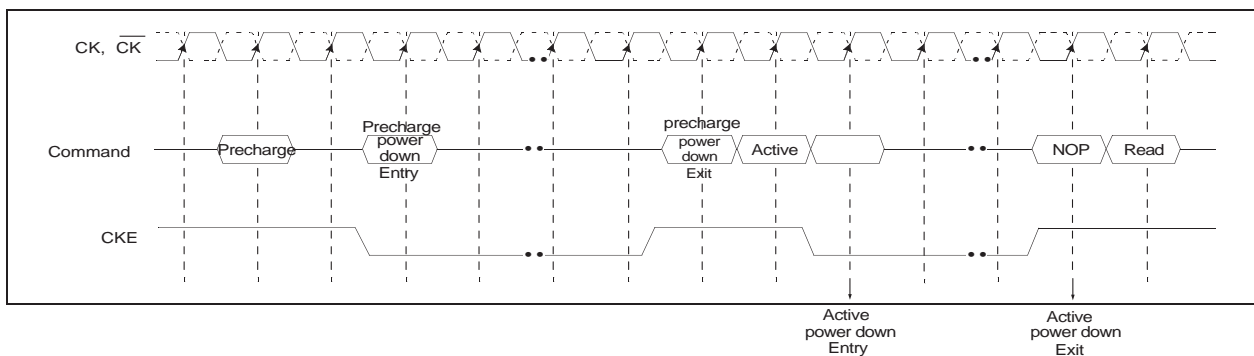 CK, CK
Command
Precharge
Precharge
power
down
Entry
precharge
power
down
Exit
Active
NOP
Read
CKE
Active
power down
Entry
Active
power down
Exit